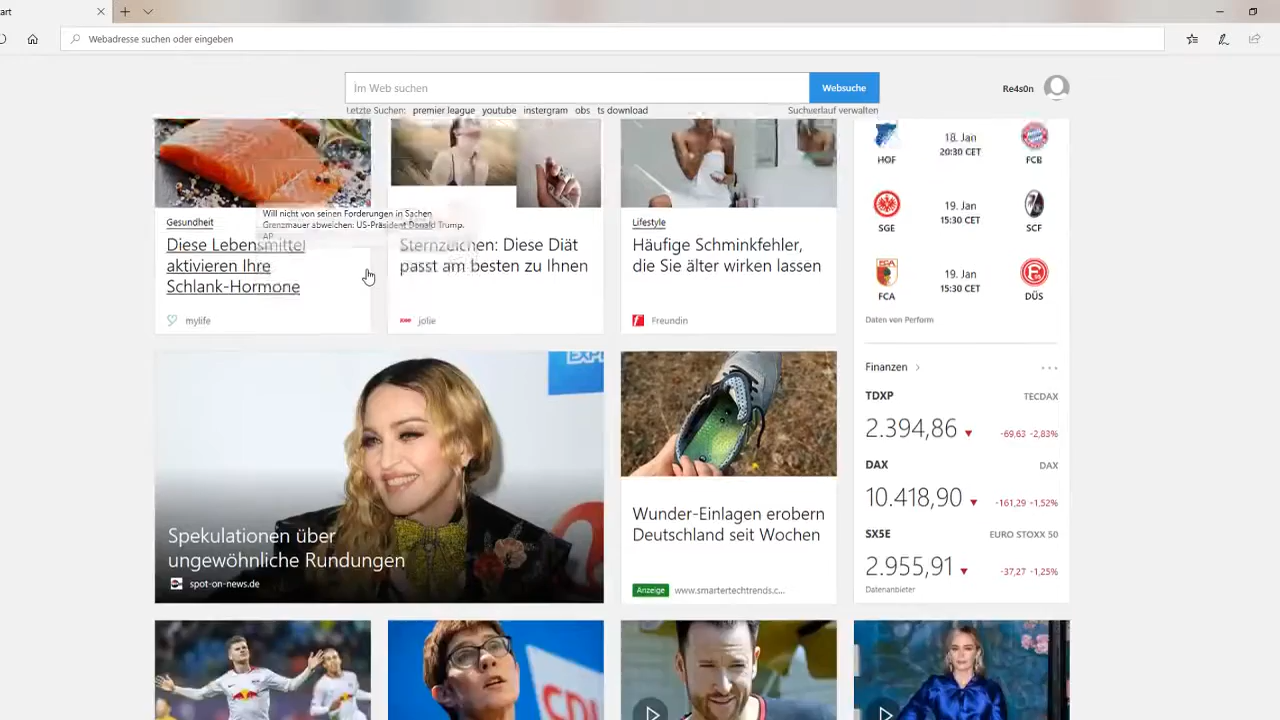 art
Webadresse suchen oder eingeben
Im Web suchen
Websuche
Re4s0n
Letzte Suchen: premier league youtube instergram obs ts download
Suchverlauf verwalten
Gesundheit
Diese Lebensmittel
aktivieren Ihre
Schlank-Hormone
mylife
Will nicht von seinen Forderungen in Sachen
Grenzmauer abweichen: US-Präsident Donald Trump.
AP
Sternzeichen: Diese Diät
passt am besten zu Ihnen
jolie
Lifestyle
Häufige Schminkfehler,
die Sie älter wirken lassen
Freundin
18. Jan
20:30 CET
HOF
FCB
19. Jan
15:30 CET
SGE
SCF
19. Jan
15:30 CET
FCA
DÜS
Daten von Perform
Finanzen
TDXP
TECDAX
2.394,86
-69,63 -2,83%
DAX
DAX
10.418,90
-161,29 -1,52%
SX5E
EURO STOXX 50
2.955,91
-37,27 -1,25%
Datenanbieter
Spekulationen über
ungewöhnliche Rundungen
spot-on-news.de
Wunder-Einlagen erobern
Deutschland seit Wochen
Anzeige
www.smartertechtrends.c...
CDU